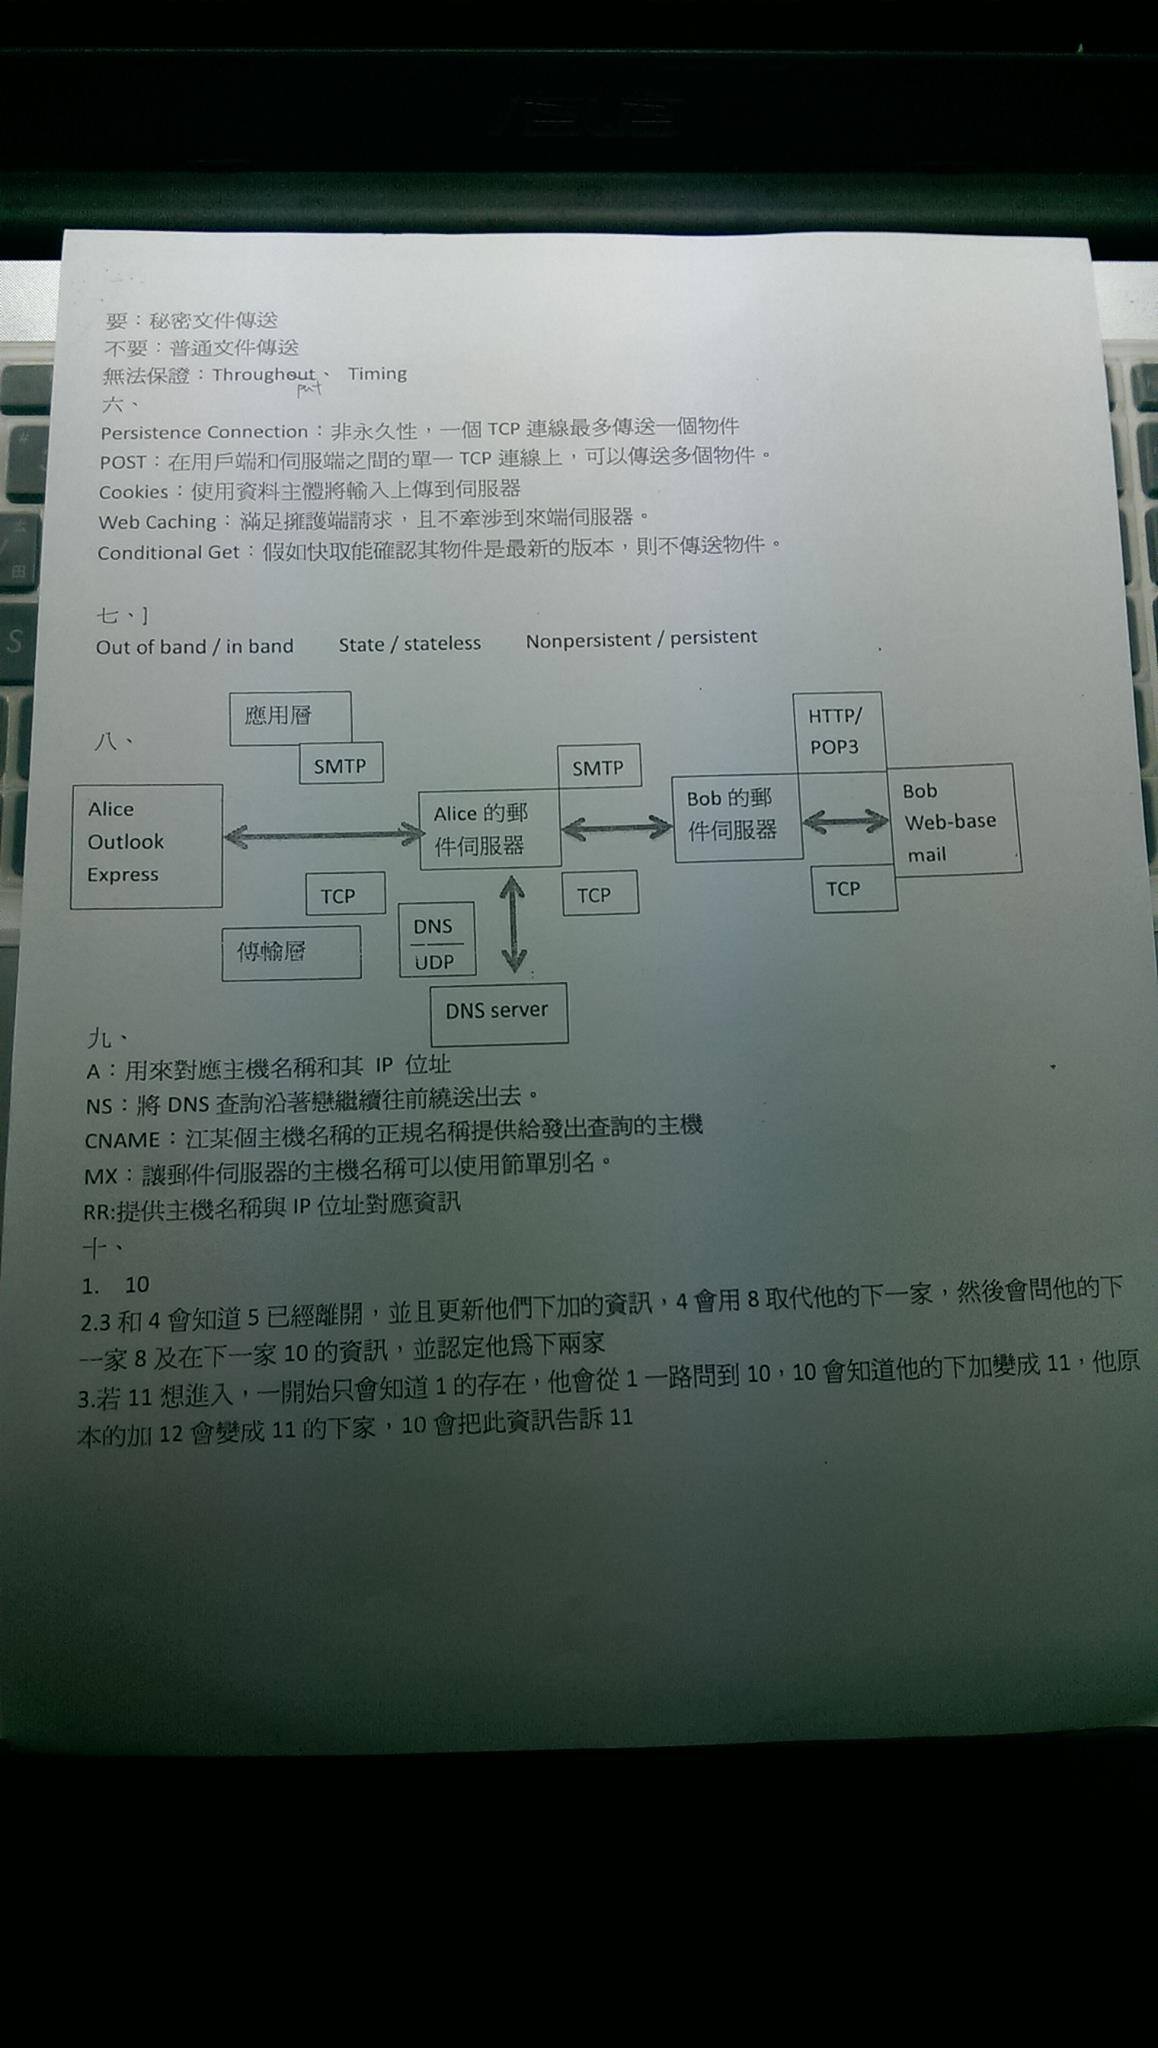 要：秘密文件傳送
不要：普通文件傳送
無法保證：Throughout、 Timing
put
六、
Persistence Connection：非永久性，一個 TCP 連線最多傳送一個物件
POST：在用戶端和伺服端之間的單一 TCP 連線上，可以傳送多個物件。
Cookies：使用資料主體將輸入上傳到伺服器
Web Caching：滿足擁護端請求，且不牽涉到來端伺服器。
Conditional Get：假如快取能確認其物件是最新的版本，則不傳送物件。
七、]
Out of band / in band State / stateless Nonpersistent / persistent
八、
應用層
SMTP
SMTP
HTTP/
POP3
Alice
Outlook
Express
Alice 的郵
件伺服器
Bob 的郵
件伺服器
Bob
Web-base
mail
TCP
TCP
TCP
傳輸層
DNS
UDP
DNS server
九、
A：用來對應主機名稱和其 IP 位址
NS：將 DNS 查詢沿著戀繼續往前繞送出去。
CNAME：江某個主機名稱的正規名稱提供給發出查詢的主機
MX：讓郵件伺服器的主機名稱可以使用節單別名。
RR:提供主機名稱與 IP 位址對應資訊
十、
1. 10
2.3 和 4 會知道 5 已經離開，並且更新他們下加的資訊，4 會用 8 取代他的下一家，然後會問他的下
一家 8 及在下一家 10 的資訊，並認定他爲下兩家
3.若 11 想進入，一開始只會知道 1 的存在，他會從 1 一路問到 10，10 會知道他的下加變成 11，他原
本的加 12 會變成 11 的下家，10 會把此資訊告訴 11